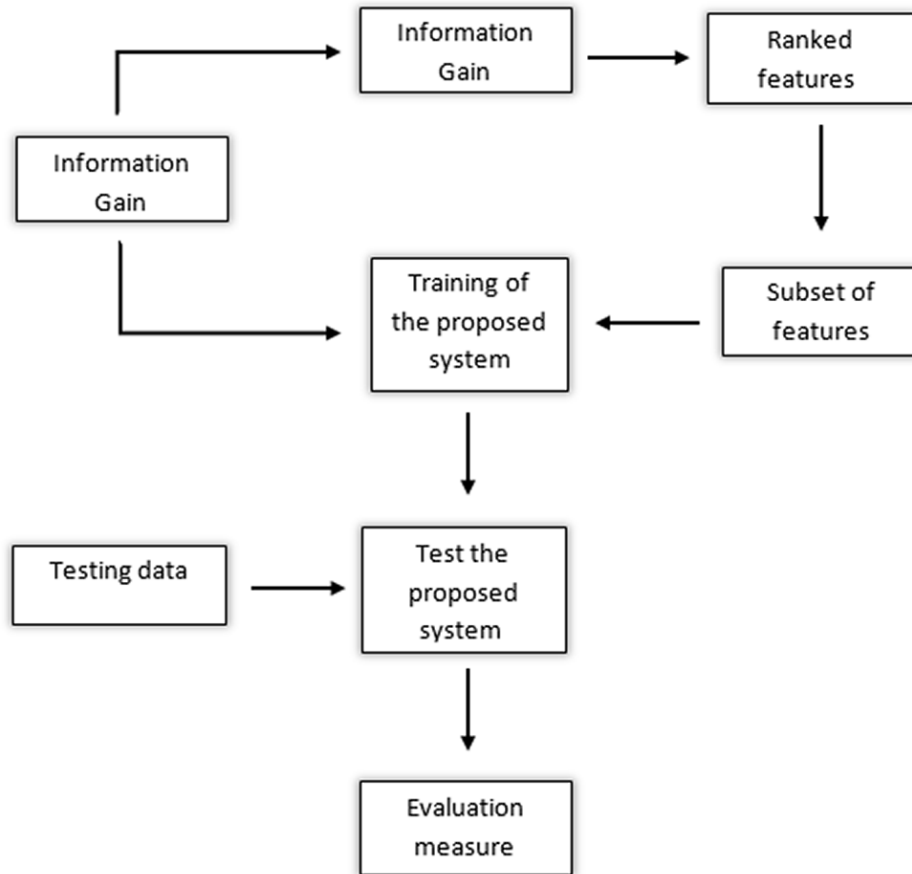 Information
Gain
Ranked
features
Information
Gain
Training of
the proposed
system
Subset of
features
Testing data
Test the
proposed
system
Evaluation
measure